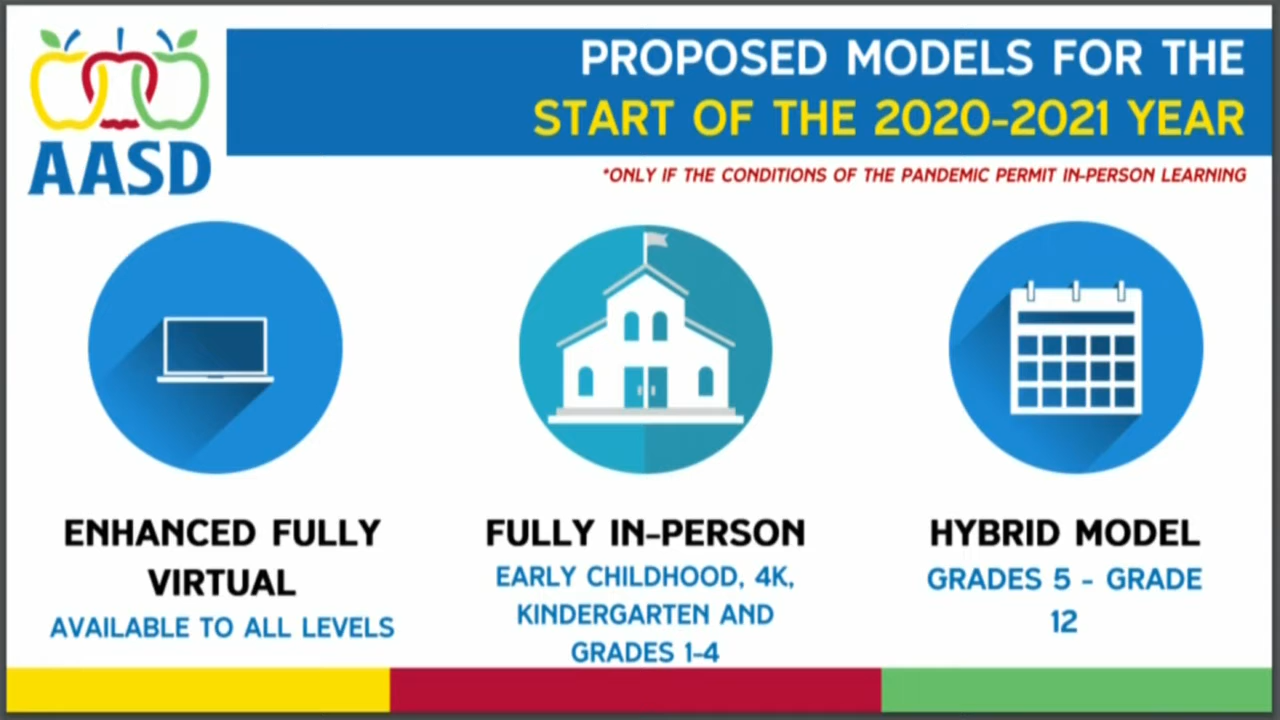 AASD
PROPOSED MODELS FOR THE
START OF THE 2020-2021 YEAR
*ONLY IF THE CONDITIONS OF THE PANDEMIC PERMIT IN-PERSON LEARNING
ENHANCED FULLY
VIRTUAL
AVAILABLE TO ALL LEVELS
FULLY IN-PERSON
EARLY CHILDHOOD, 4K,
KINDERGARTEN AND
GRADES 1-4
HYBRID MODEL
GRADES 5 - GRADE
12